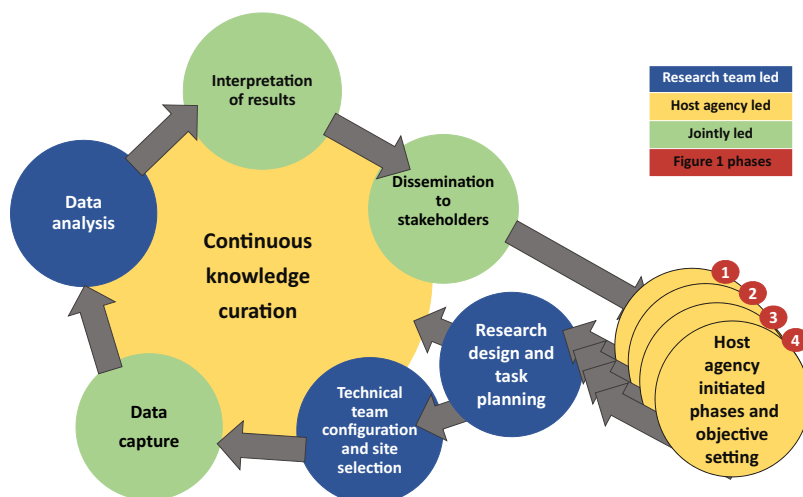 Interpretation
of results
Research team led
Host agency led
Jointly led
Figure 1 phases
Dissemination
to
stakeholders
Data
analysis
Continuous
knowledge
curation
1
2
3
4
Research
design and
task
planning
Host
agency
initiated
phases and
objective
setting
Technical
team
configuration
and site
selection
Data
capture